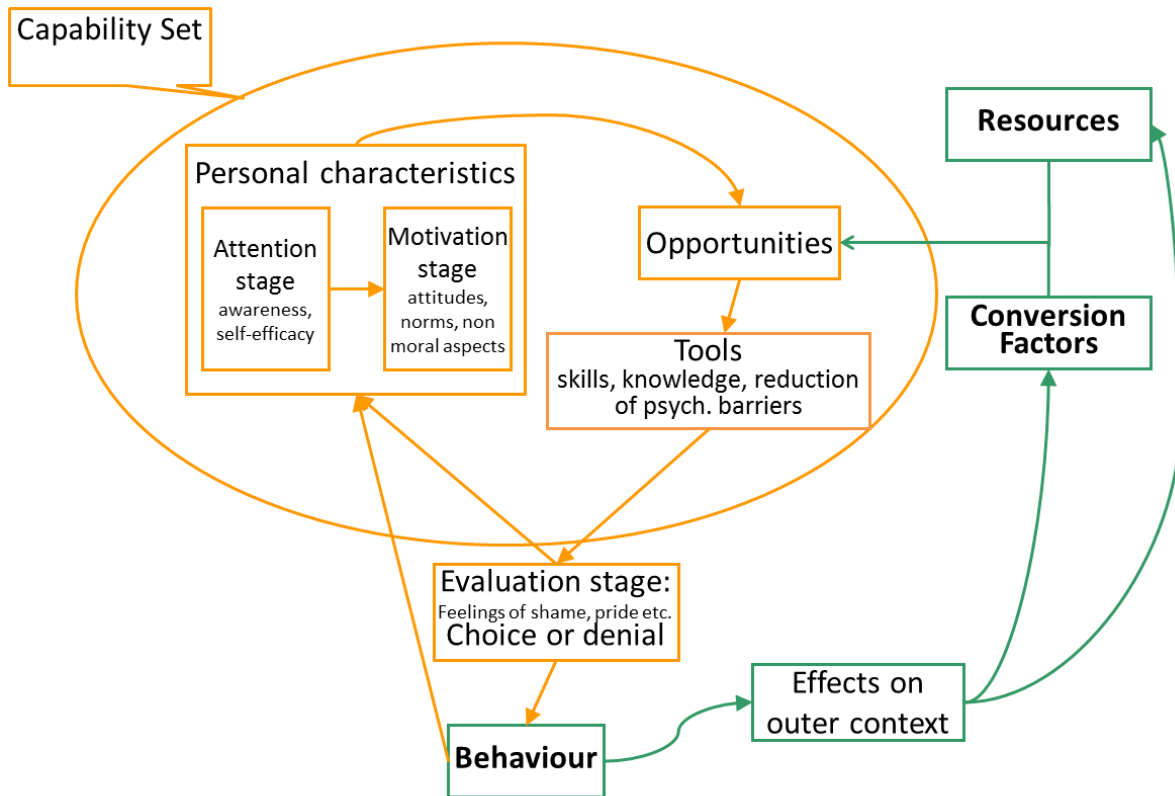 Capability Set
Resources
Personal characteristics
Attention
stage
awareness,
self-efficacy
Motivation
stage
attitudes,
norms, non
moral aspects
Opportunities
Conversion
Factors
Tools
skills, knowledge, reduction
of psych. barriers
Evaluation stage:
Feelings of shame, pride etc.
Choice or denial
Effects on
outer context
Behaviour